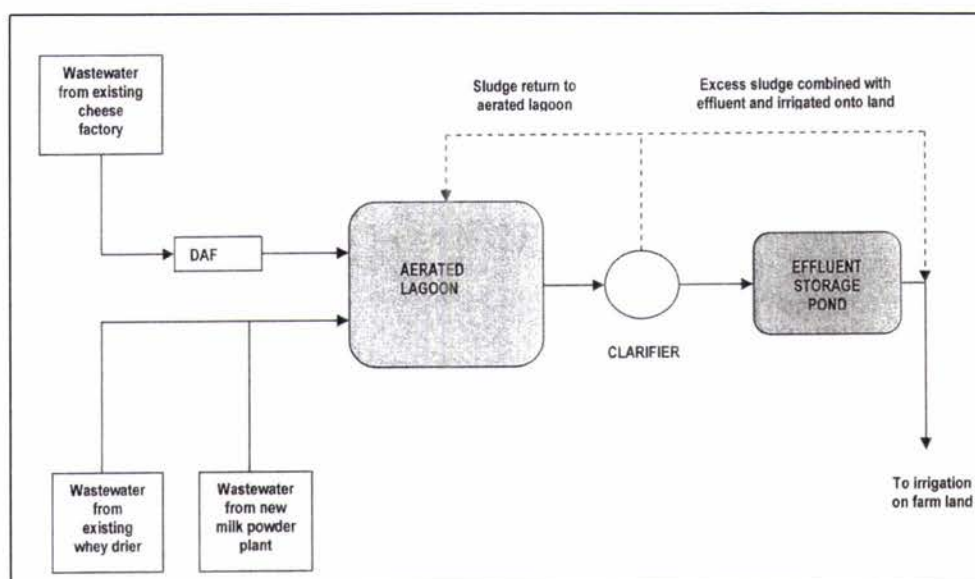 Wastewater
from existing
cheese
factory
Sludge return to
aerated lagoon
Excess sludge combined with
effluent and irrigated onto land
DAF
AERATED
LAGOON
CLARIFIER
EFFLUENT
STORAGE
POND
Wastewater
from
existing
whey drier
Wastewater
from new
milk powder
plant
To irrigation
on farm land